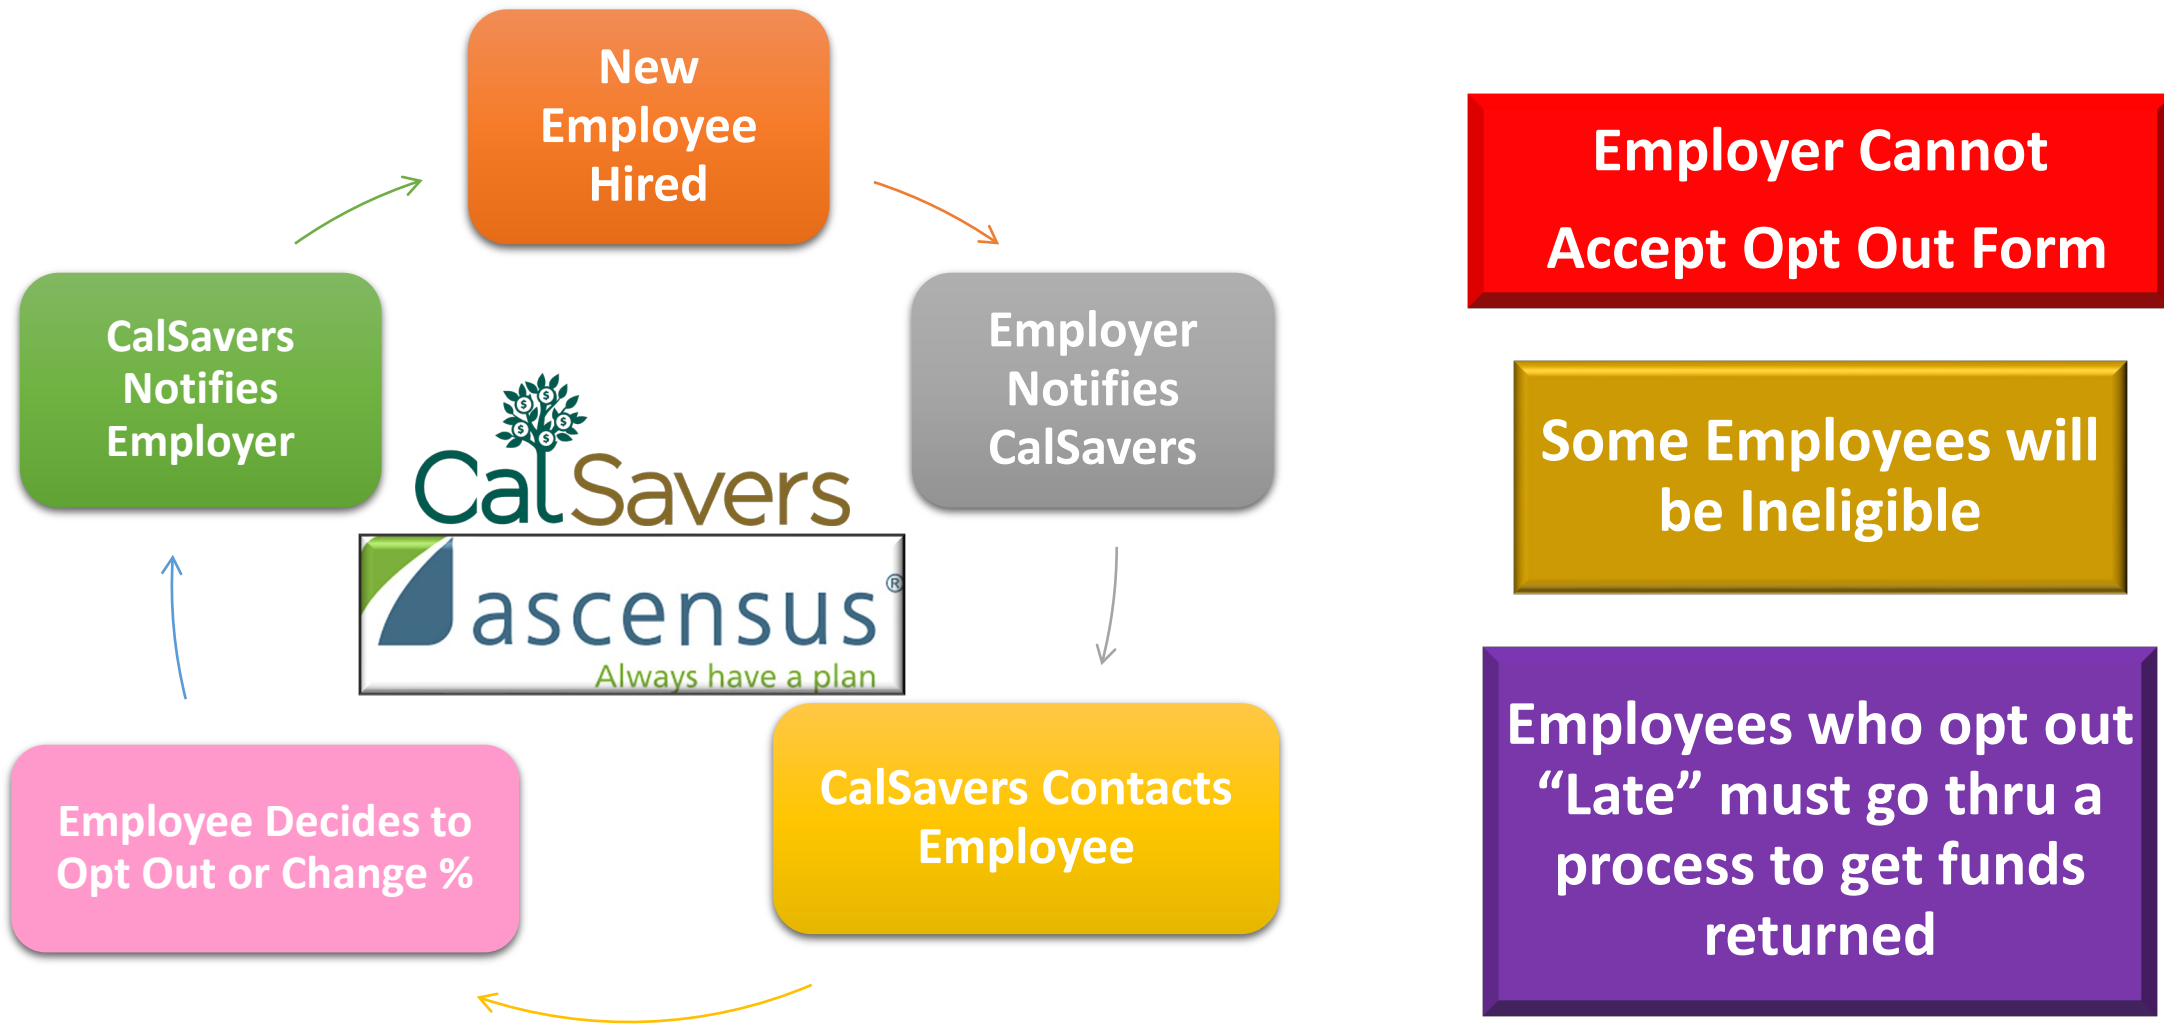 New
Employee
Hired
Employer
Notifies
CalSavers
CalSavers Contacts
Employee
Employee Decides to
Opt Out or Change %
CalSavers
Notifies
Employer
CalSavers
ascensus®
Always have a plan
Employer Cannot
Accept Opt Out Form
Some Employees will
be Ineligible
Employees who opt out
“Late” must go thru a
process to get funds
returned